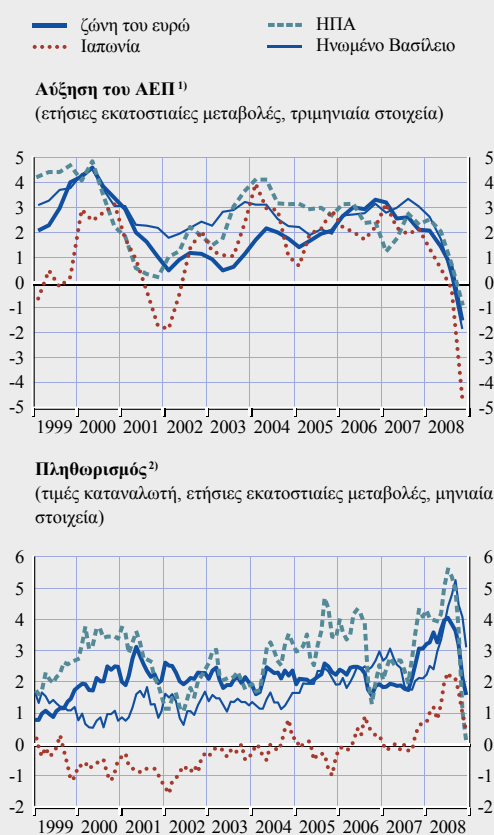 ζώνη του ευρώ ΗΠΑ
Ιαπωνία Ηνωμένο Βασίλειο
Αύξηση του ΑΕΠ 1)
(ετήσιες εκατοστιαίες μεταβολές, τριμηνιαία στοιχεία)
5 5
4 4
3 3
2 2
1 1
0 0
-1 -1
-2 -2
-3 -3
-4 -4
-5 -5
1999 2000 2001 2002 2003 2004 2005 2006 2007 2008
Πληθωρισμός 2)
(τιμές καταναλωτή, ετήσιες εκατοστιαίες μεταβολές, μηνιαία
στοιχεία)
6 6
5 5
4 4
3 3
2 2
1 1
0 0
-1 -1
-2 -2
1999 2000 2001 2002 2003 2004 2005 2006 2007 2008